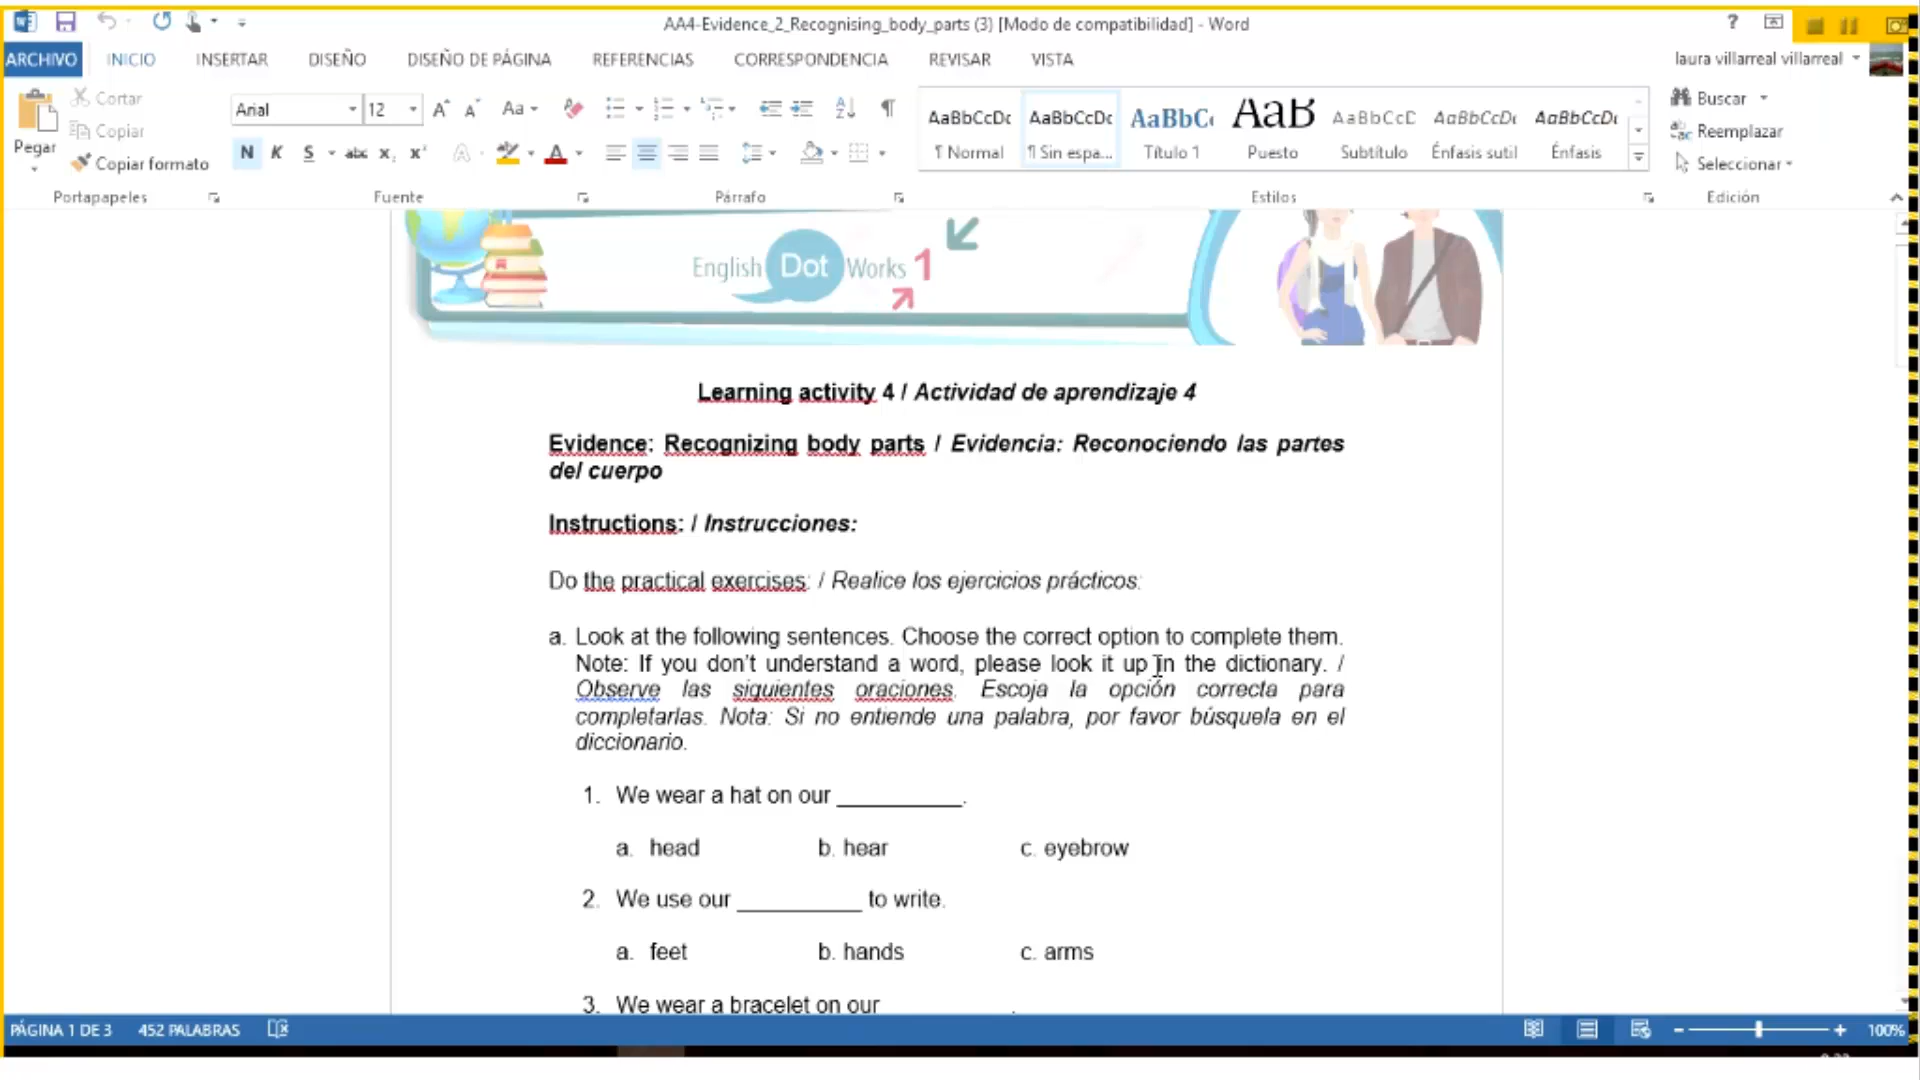 AA4-Evidence_2_Recognising_body_parts (3) [Modo de compatibilidad] - Word
ARCHIVO INICIO INSERTAR DISEÑO DISEÑO DE PÁGINA REFERENCIAS CORRESPONDENCIA REVISAR VISTA laura villarreal villarreal
Pegar
Cortar
Copiar
Copiar formato
Portapapeles
Arial 12
N K S abc x, x'
Fuente
Párrafo
AaBbCcDc AaBbCcDc AaBbC AaB AaBbCcC AaBbCcDt AaBbCcDt
¶ Normal ¶ Sin espa... Título 1 Puesto Subtítulo Énfasis sutil Énfasis
Estilos
Buscar
Reemplazar
Seleccionar
Edición
English Dot Works 1
Learning activity 4 / Actividad de aprendizaje 4
Evidence: Recognizing body parts / Evidencia: Reconociendo las partes
del cuerpo
Instructions: / Instrucciones:
Do the practical exercises: / Realice los ejercicios prácticos:
a. Look at the following sentences. Choose the correct option to complete them.
Note: If you don't understand a word, please look it up in the dictionary. /
Observe las siguientes oraciones. Escoja la opción correcta para
completarlas. Nota: Si no entiende una palabra, por favor búsquela en el
diccionario.
1. We wear a hat on our __________.
a. head b. hear c. eyebrow
2. We use our __________ to write.
a. feet b. hands c. arms
3. We wear a bracelet on our
PÁGINA 1 DE 3 452 PALABRAS 100%